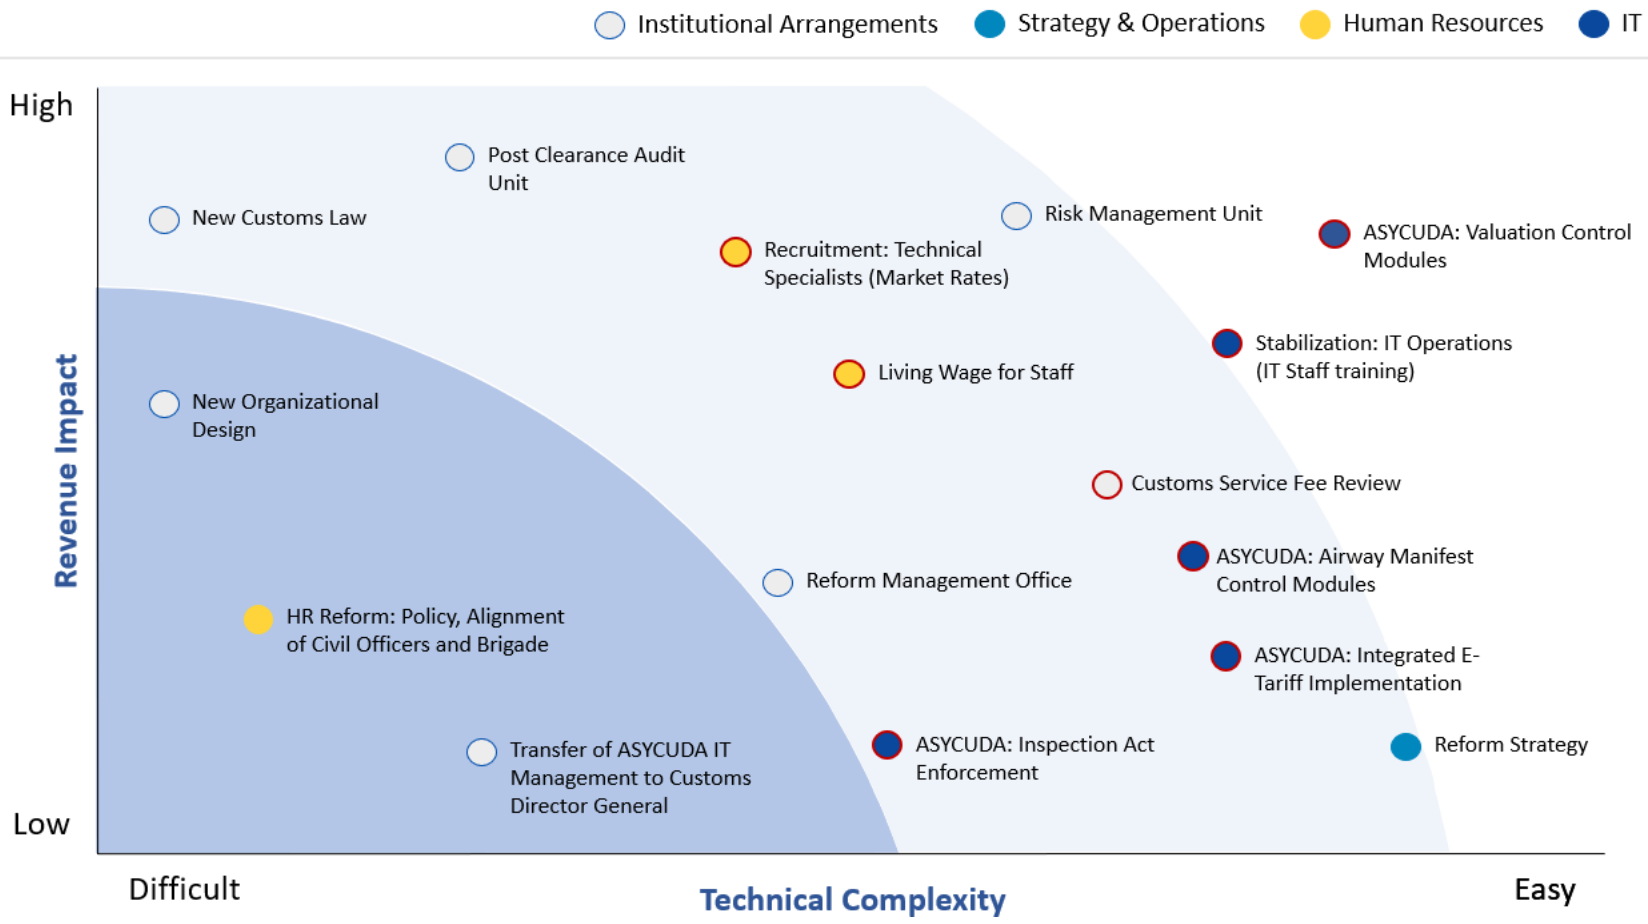 Institutional Arrangements
Strategy & Operations
Human Resources
IT
High
Post Clearance Audit
Unit
New Customs Law
Risk Management Unit
ASYCUDA: Valuation Control
Modules
Recruitment: Technical
Specialists (Market Rates)
Stabilization: IT Operations
(IT Staff training)
Living Wage for Staff
New Organizational
Design
Revenue Impact
Customs Service Fee Review
ASYCUDA: Airway Manifest
Control Modules
Reform Management Office
HR Reform: Policy, Alignment
of Civil Officers and Brigade
ASYCUDA: Integrated E-
Tariff Implementation
Transfer of ASYCUDA IT
Management to Customs
Director General
ASYCUDA: Inspection Act
Enforcement
Reform Strategy
Low
Difficult
Technical Complexity
Easy